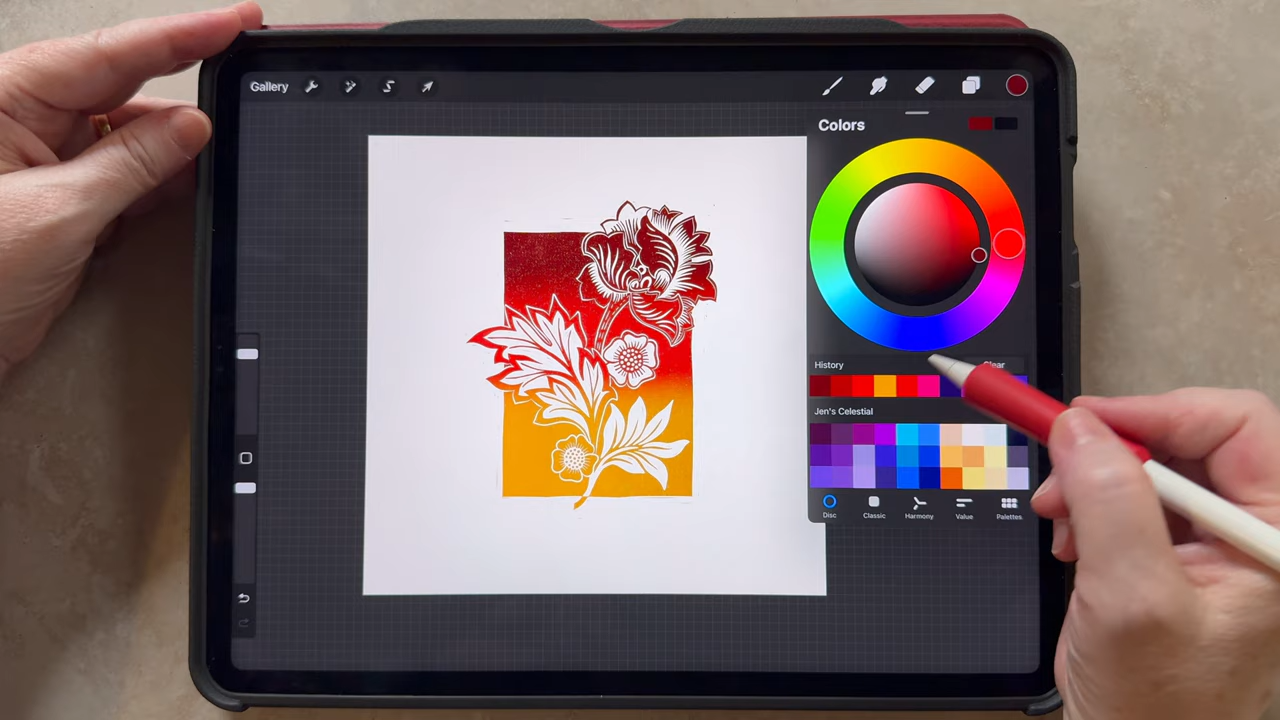 Gallery
Colors
History
Clear
Jen's Celestial
Disc
Classic
Harmony
Value
Palettes